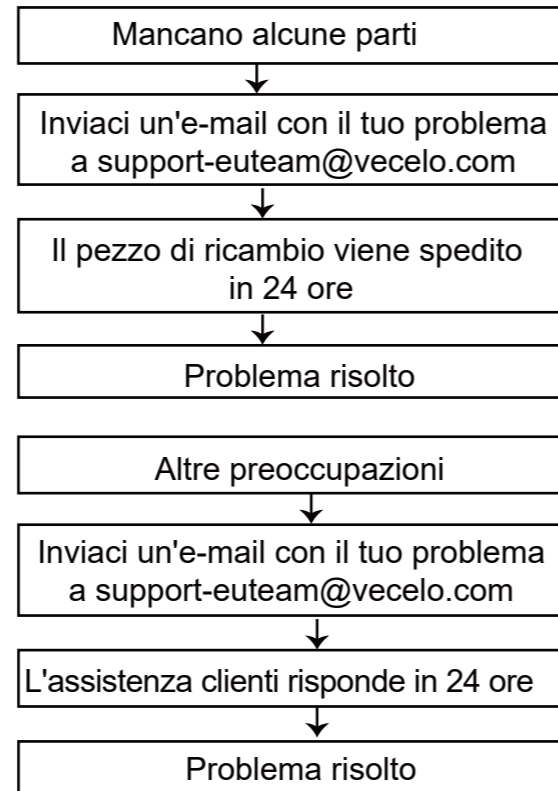 Mancano alcune parti
Inviaci un'e-mail con il tuo problema
a support-euteam@vecelo.com
Il pezzo di ricambio viene spedito
in 24 ore
Problema risolto
Altre preoccupazioni
Inviaci un'e-mail con il tuo problema
a support-euteam@vecelo.com
L'assistenza clienti risponde in 24 ore
Problema risolto